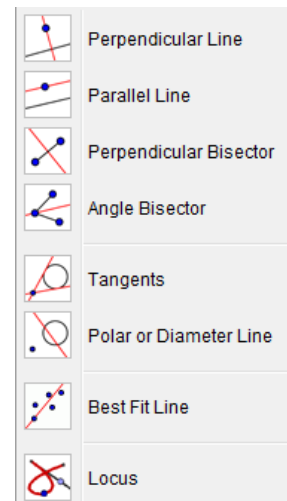 Perpendicular Line
Parallel Line
Perpendicular Bisector
Angle Bisector
Tangents
Polar or Diameter Line
Best Fit Line
Locus